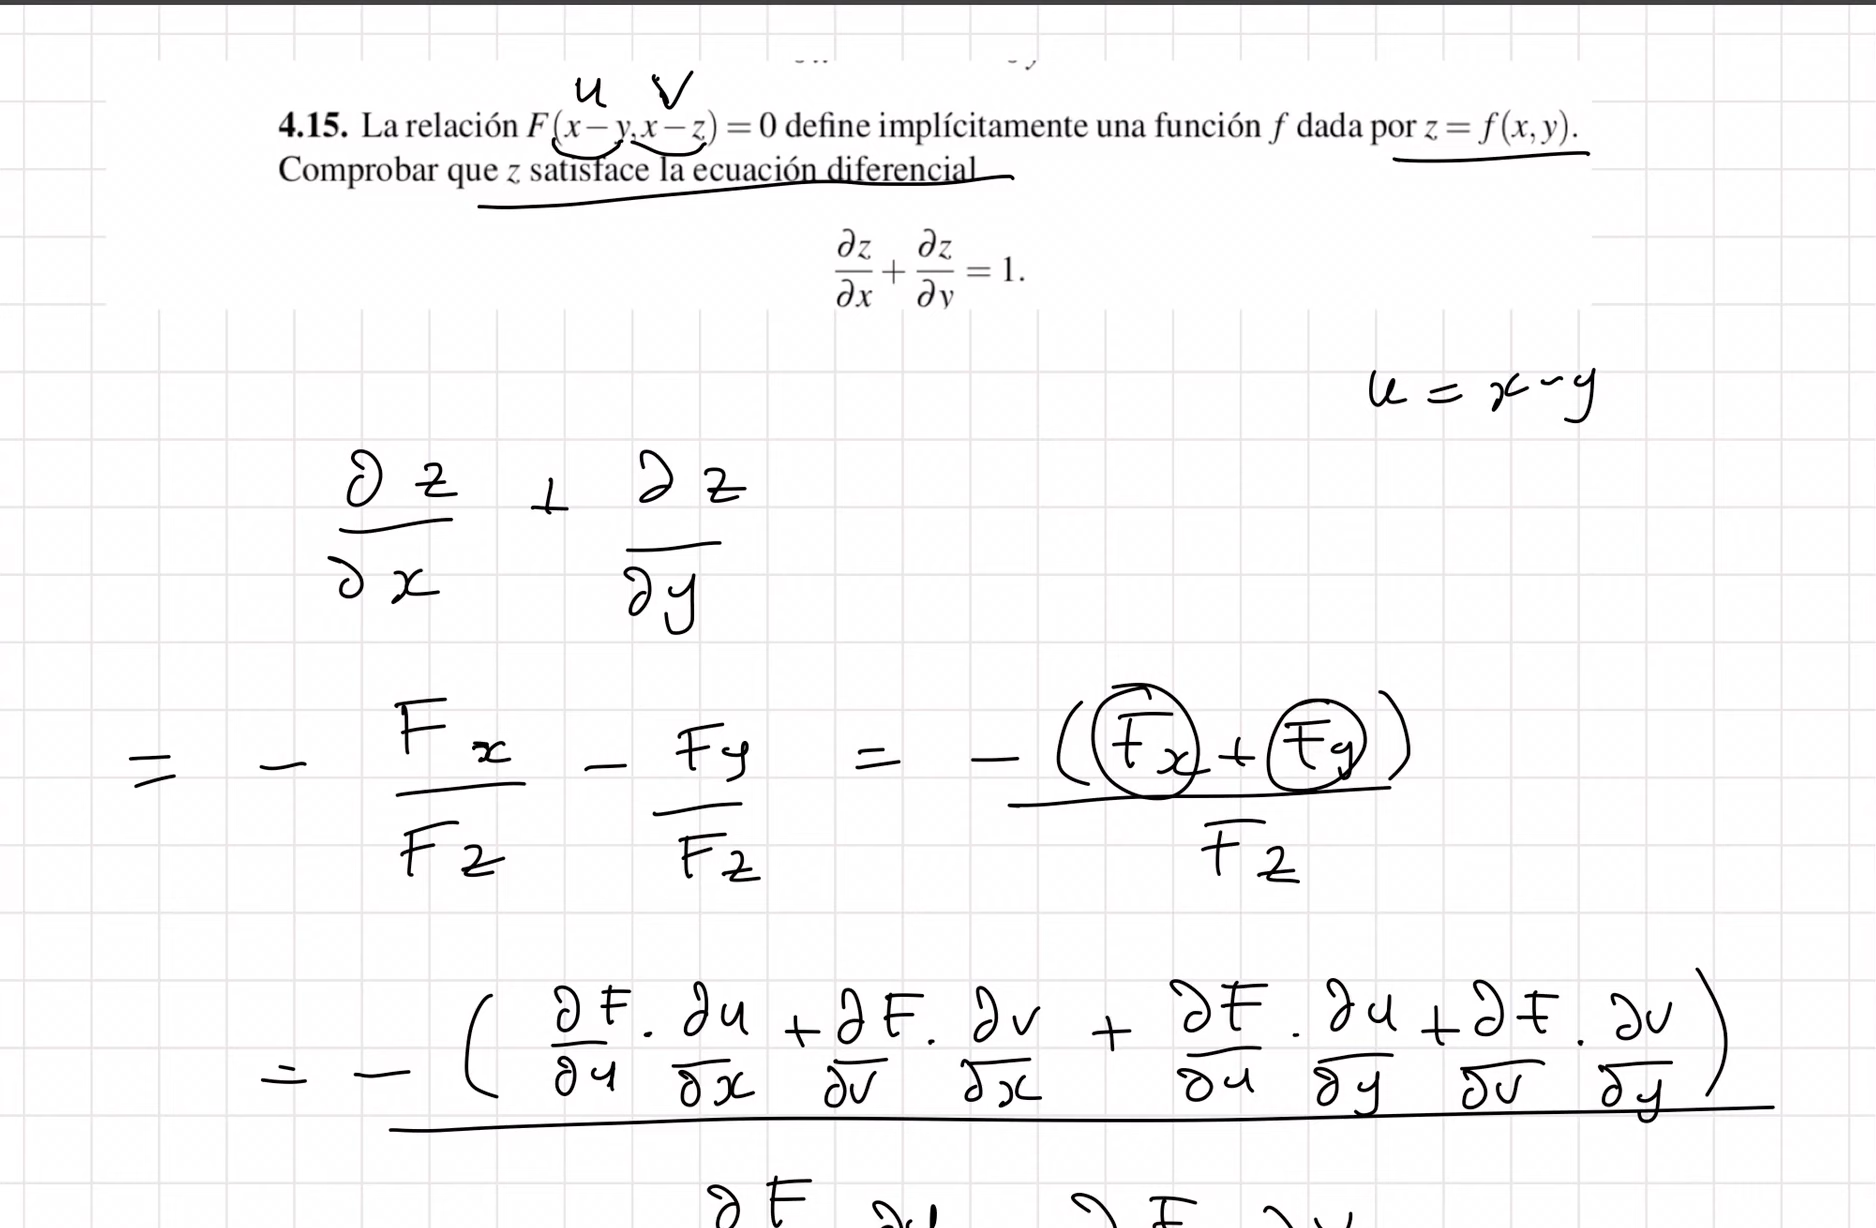 u v
4.15. La relación F(x−y,x−z) = 0 define implícitamente una función f dada por z = f(x,y).
Comprobar que z satisface la ecuación diferencial
∂z/∂x + ∂z/∂y = 1.
u = x-y
∂z/∂x + ∂z/∂y
= - Fx/Fz - Fy/Fz = -(Fx+Fy)/Fz
= - (∂F/∂u . ∂u/∂x + ∂F/∂v . ∂v/∂x + ∂F/∂u . ∂u/∂y + ∂F/∂v . ∂v/∂y)